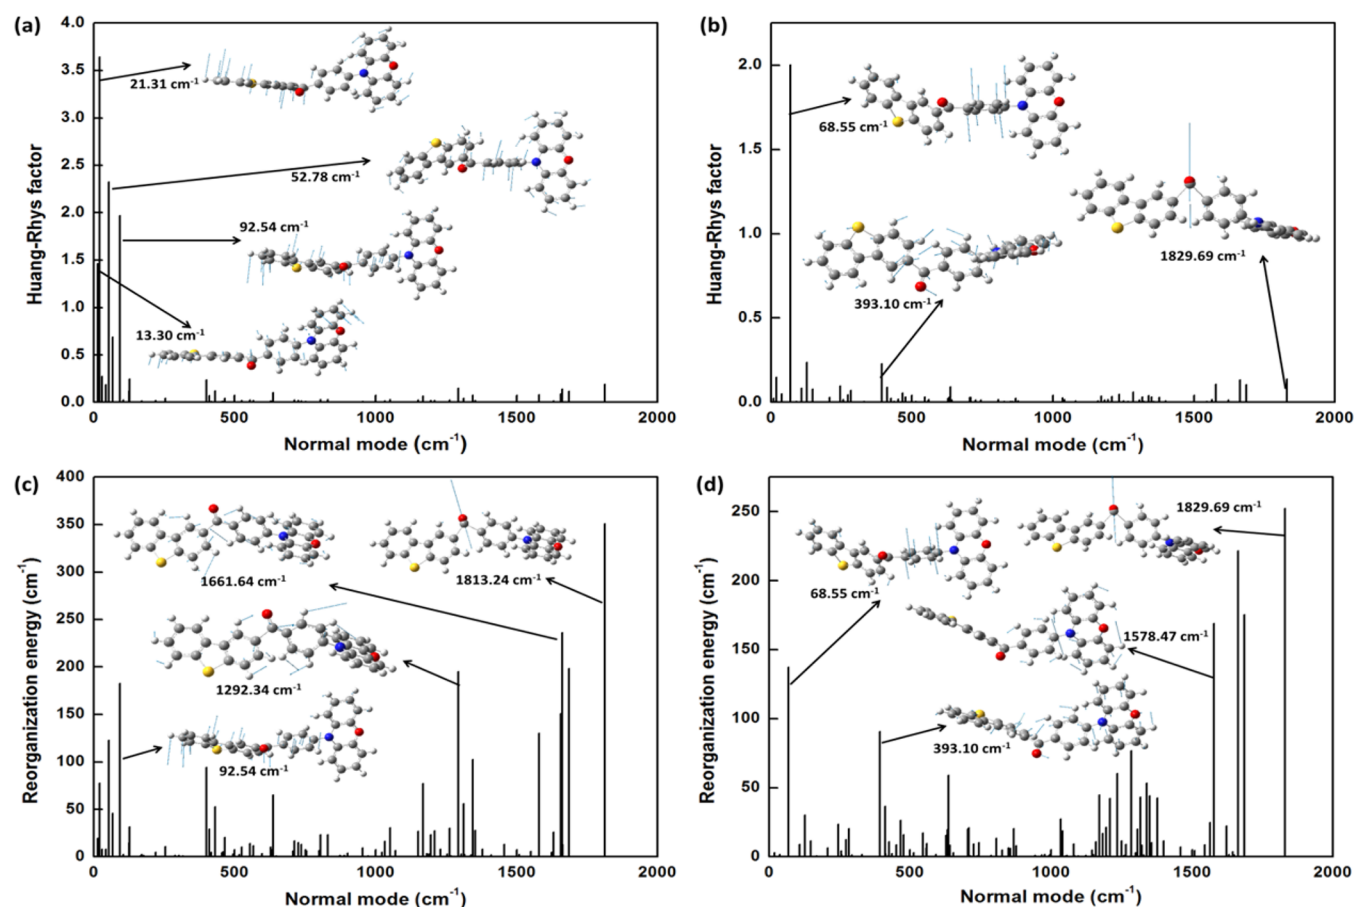 (a)
4.0
3.5
3.0
2.5
2.0
1.5
1.0
0.5
0.0
Huang-Rhys factor
21.31 cm-1
52.78 cm-1
92.54 cm-1
13.30 cm-1
0
500
1000
1500
2000
Normal mode (cm-1)
(b)
2.0
1.5
1.0
0.5
0.0
Huang-Rhys factor
68.55 cm-1
1829.69 cm-1
393.10 cm-1
0
500
1000
1500
2000
Normal mode (cm-1)
(c)
400
350
300
250
200
150
100
50
0
Reorganization energy (cm-1)
1661.64 cm-1
1813.24 cm-1
1292.34 cm-1
92.54 cm-1
0
500
1000
1500
2000
Normal mode (cm-1)
(d)
250
200
150
100
50
0
Reorganization energy (cm-1)
1829.69 cm-1
68.55 cm-1
1578.47 cm-1
393.10 cm-1
0
500
1000
1500
2000
Normal mode (cm-1)